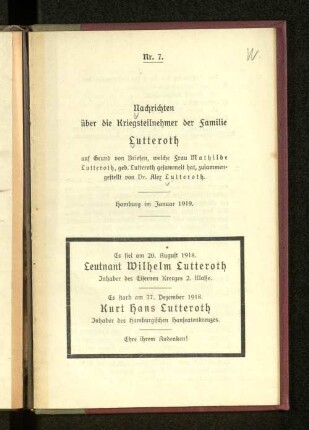 Nr. 7.
W.
Nachrichten
über die Kriegsteilnehmer der Familie
Lutteroth
auf Grund von Briefen, welche Frau Mathilde
Lutteroth, geb. Lutteroth gesammelt hat, zusammen-
gestellt von Dr. Alex Lutteroth.
Hamburg im Januar 1919.
Es fiel am 20. August 1918.
Leutnant Wilhelm Lutteroth
Inhaber des Eisernen Kreuzes 2. Klasse.
Es starb am 27. Dezember 1918.
Kurt Hans Lutteroth
Inhaber des Hamburgischen Hanseatenkreuzes.
Ehre ihrem Andenken!